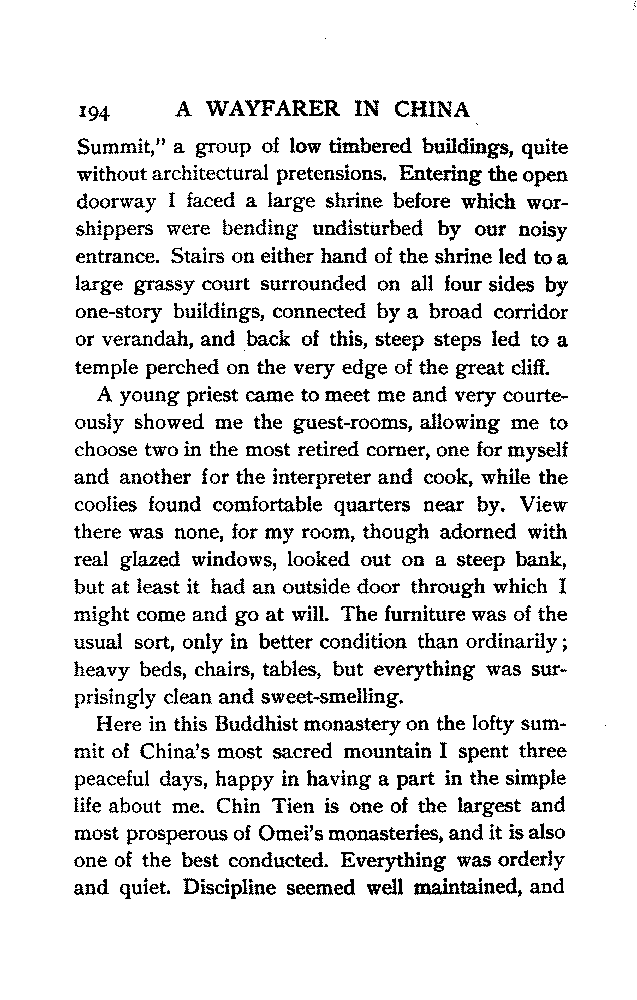 194 A WAYFARER IN CHINA
Summit,” a group of low timbered buildings, quite
without architectural pretensions. Entering the open
doorway I faced a large shrine before which wor-
shippers were bending undisturbed by our noisy
entrance. Stairs on either hand of the shrine led to a
large grassy court surrounded on all four sides by
one-story buildings, connected by a broad corridor
or verandah, and back of this, steep steps led to a
temple perched on the very edge of the great cliff.
A young priest came to meet me and very courte-
ously showed me the guest-rooms, allowing me to
choose two in the most retired corner, one for myself
and another for the interpreter and cook, while the
coolies found comfortable quarters near by. View
there was none, for my room, though adorned with
real glazed windows, looked out on a steep bank,
but at least it had an outside door through which I
might come and go at will. The furniture was of the
usual sort, only in better condition than ordinarily;
heavy beds, chairs, tables, but everything was sur-
prisingly clean and sweet-smelling.
Here in this Buddhist monastery on the lofty sum-
mit of China’s most sacred mountain I spent three
peaceful days, happy in having a part in the simple
life about me. Chin Tien is one of the largest and
most prosperous of Omei’s monasteries, and it is also
one of the best conducted. Everything was orderly
and quiet. Discipline seemed well maintained, and